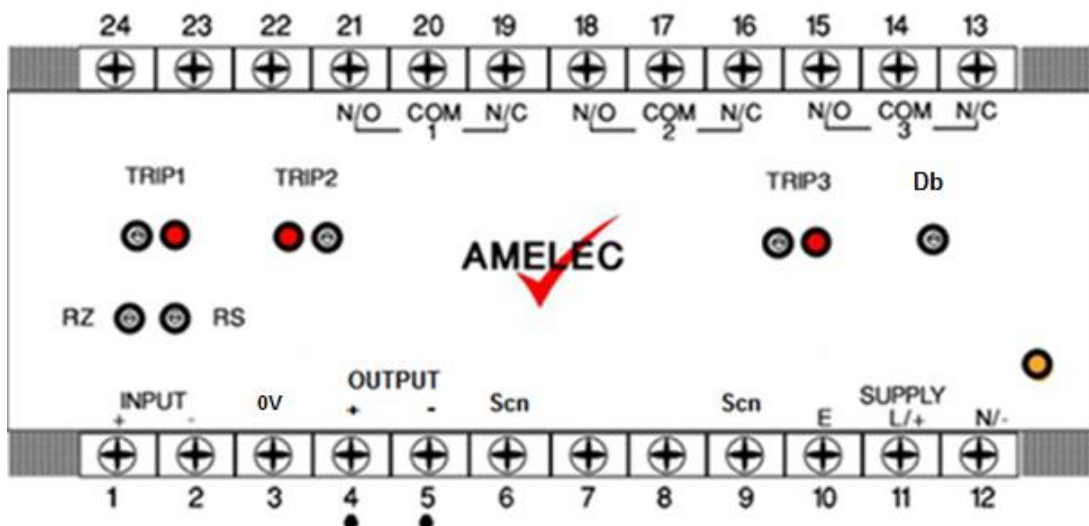 24 23 22 21 20 19 18 17 16 15 14 13
N/O COM N/C N/O COM N/C N/O COM N/C
1 2 3
TRIP1 TRIP2 TRIP3 Db
AMELEC
RZ RS
OUTPUT
INPUT 0V Scn Scn SUPPLY
+ - + - E L/+ N/-
1 2 3 4 5 6 7 8 9 10 11 12